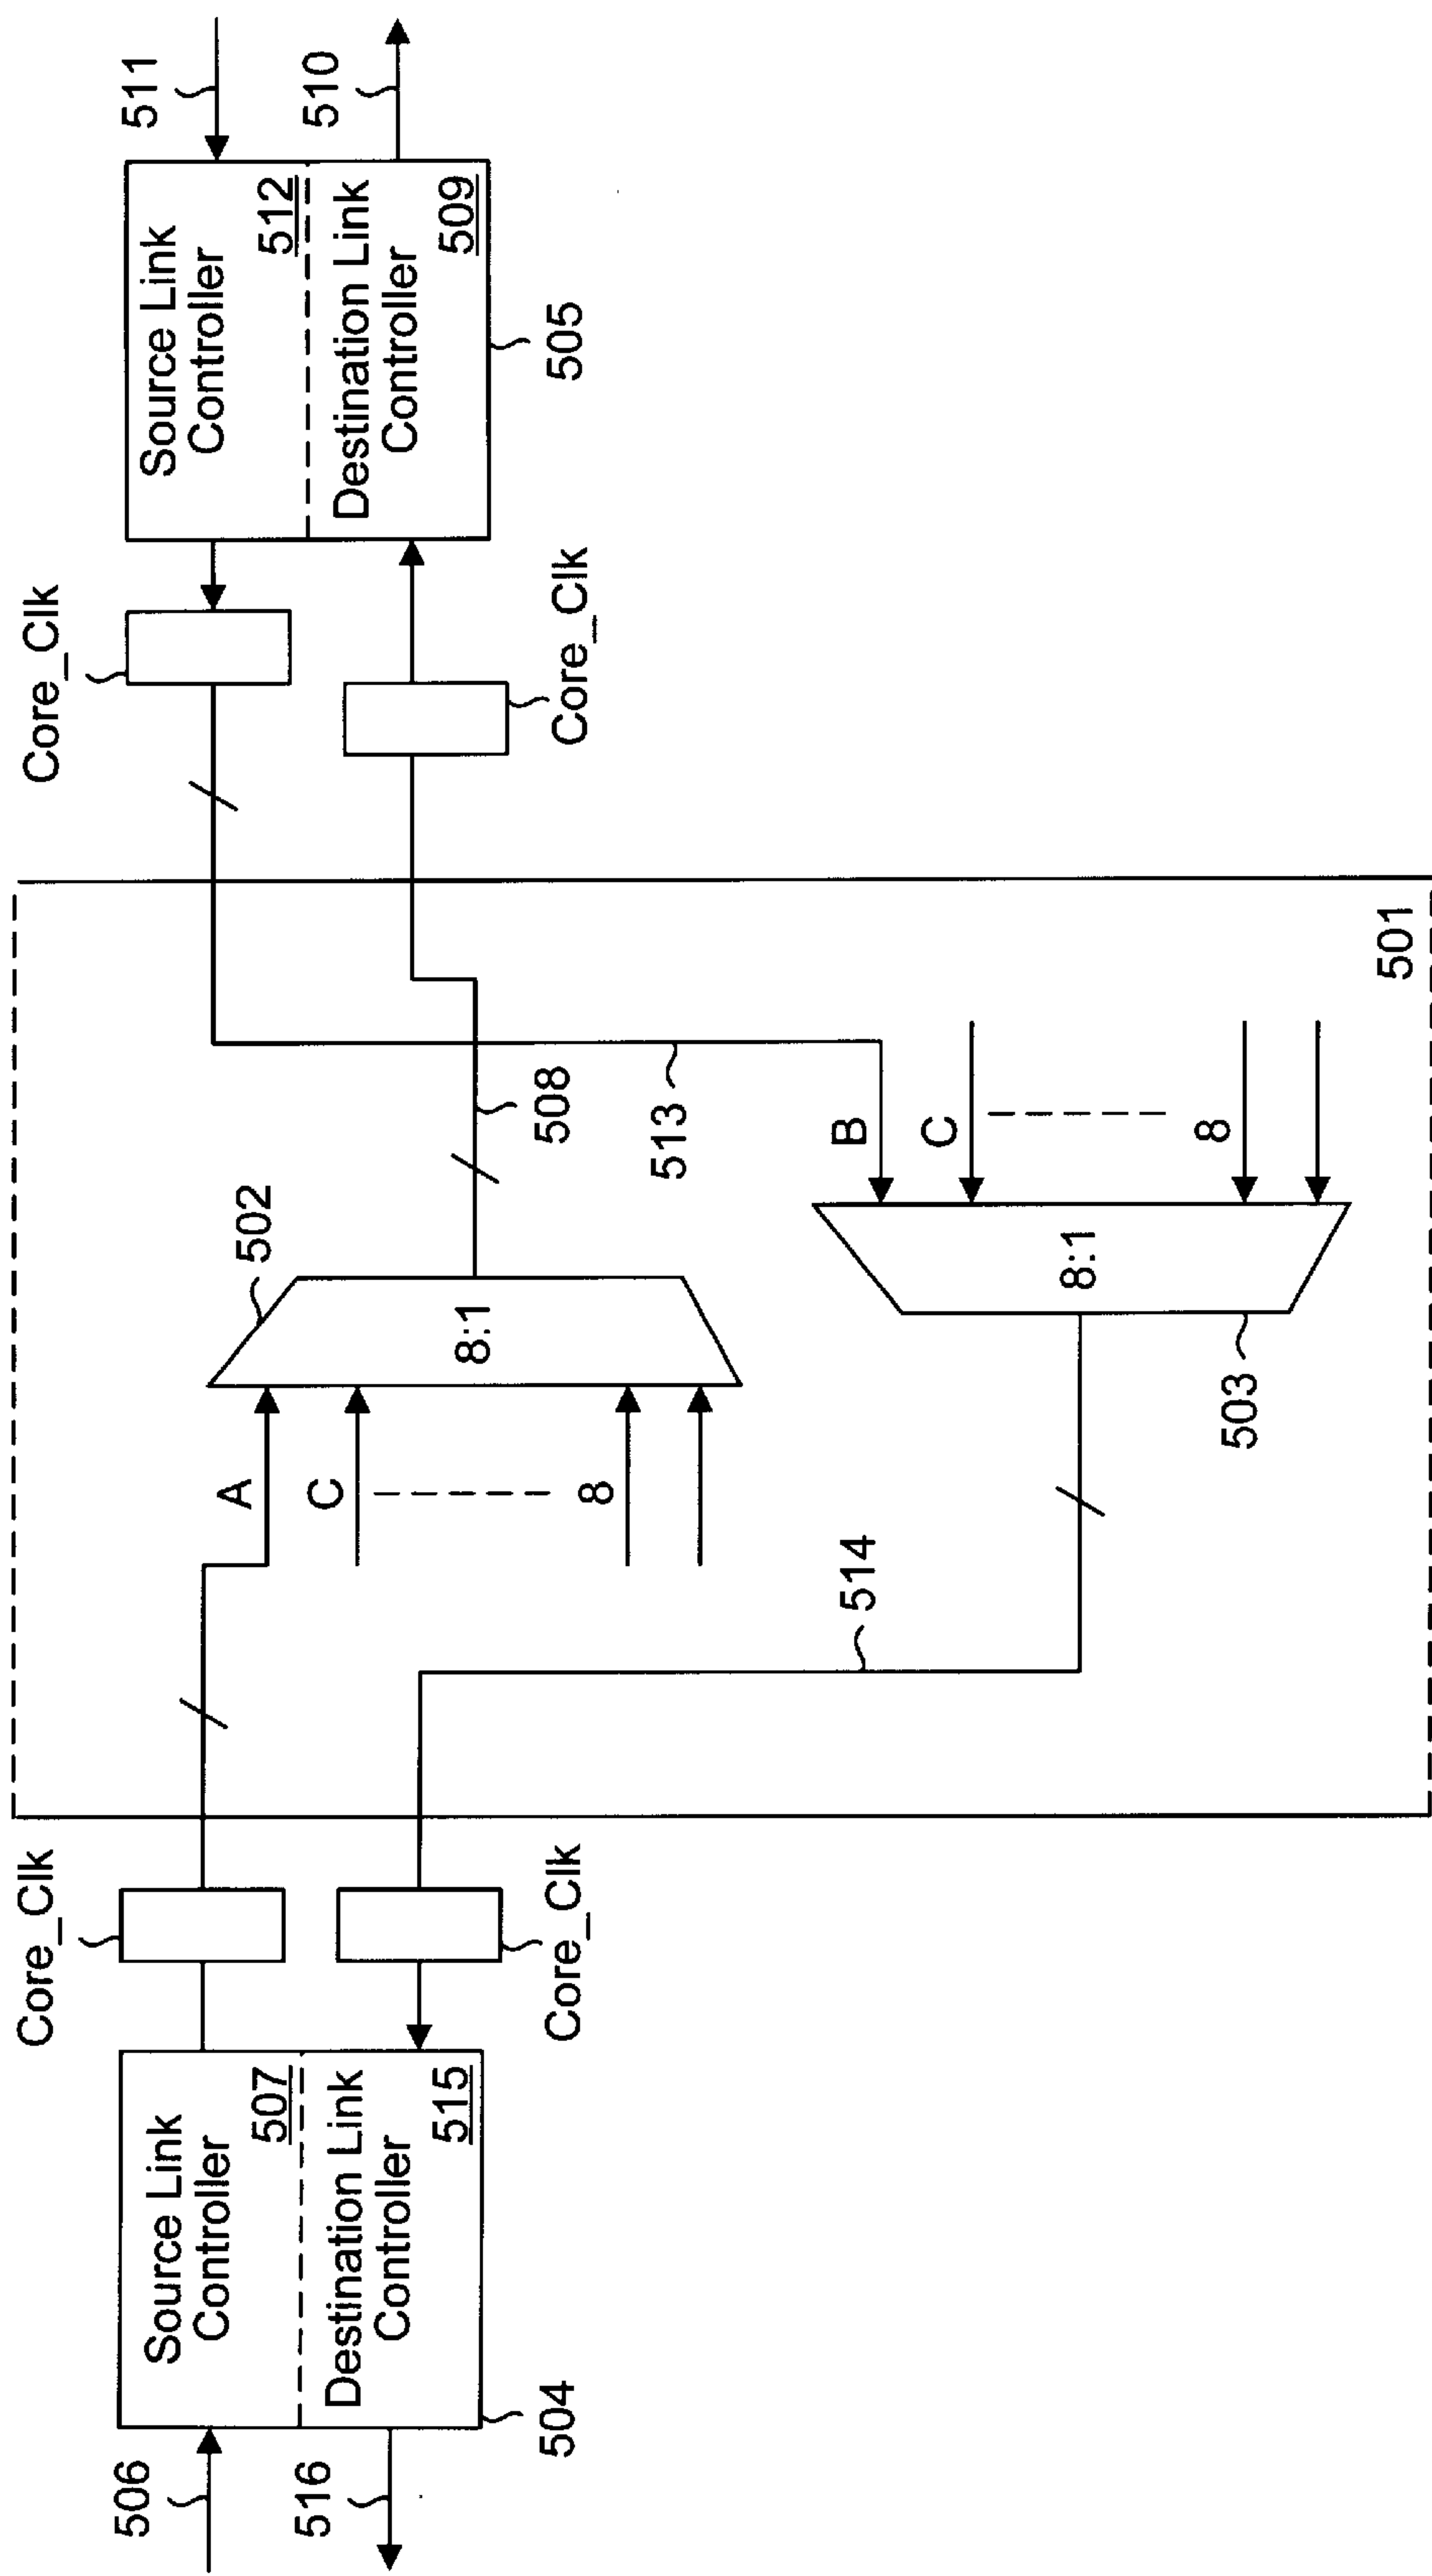 506
516
Source Link
Controller
507
Destination Link
Controller
515
504
Core_Clk
Core_Clk
A
C
8
8:1
502
508
514
513
B
C
8
8:1
503
501
Core_Clk
Core_Clk
Source Link
Controller
512
Destination Link
Controller
509
505
511
510